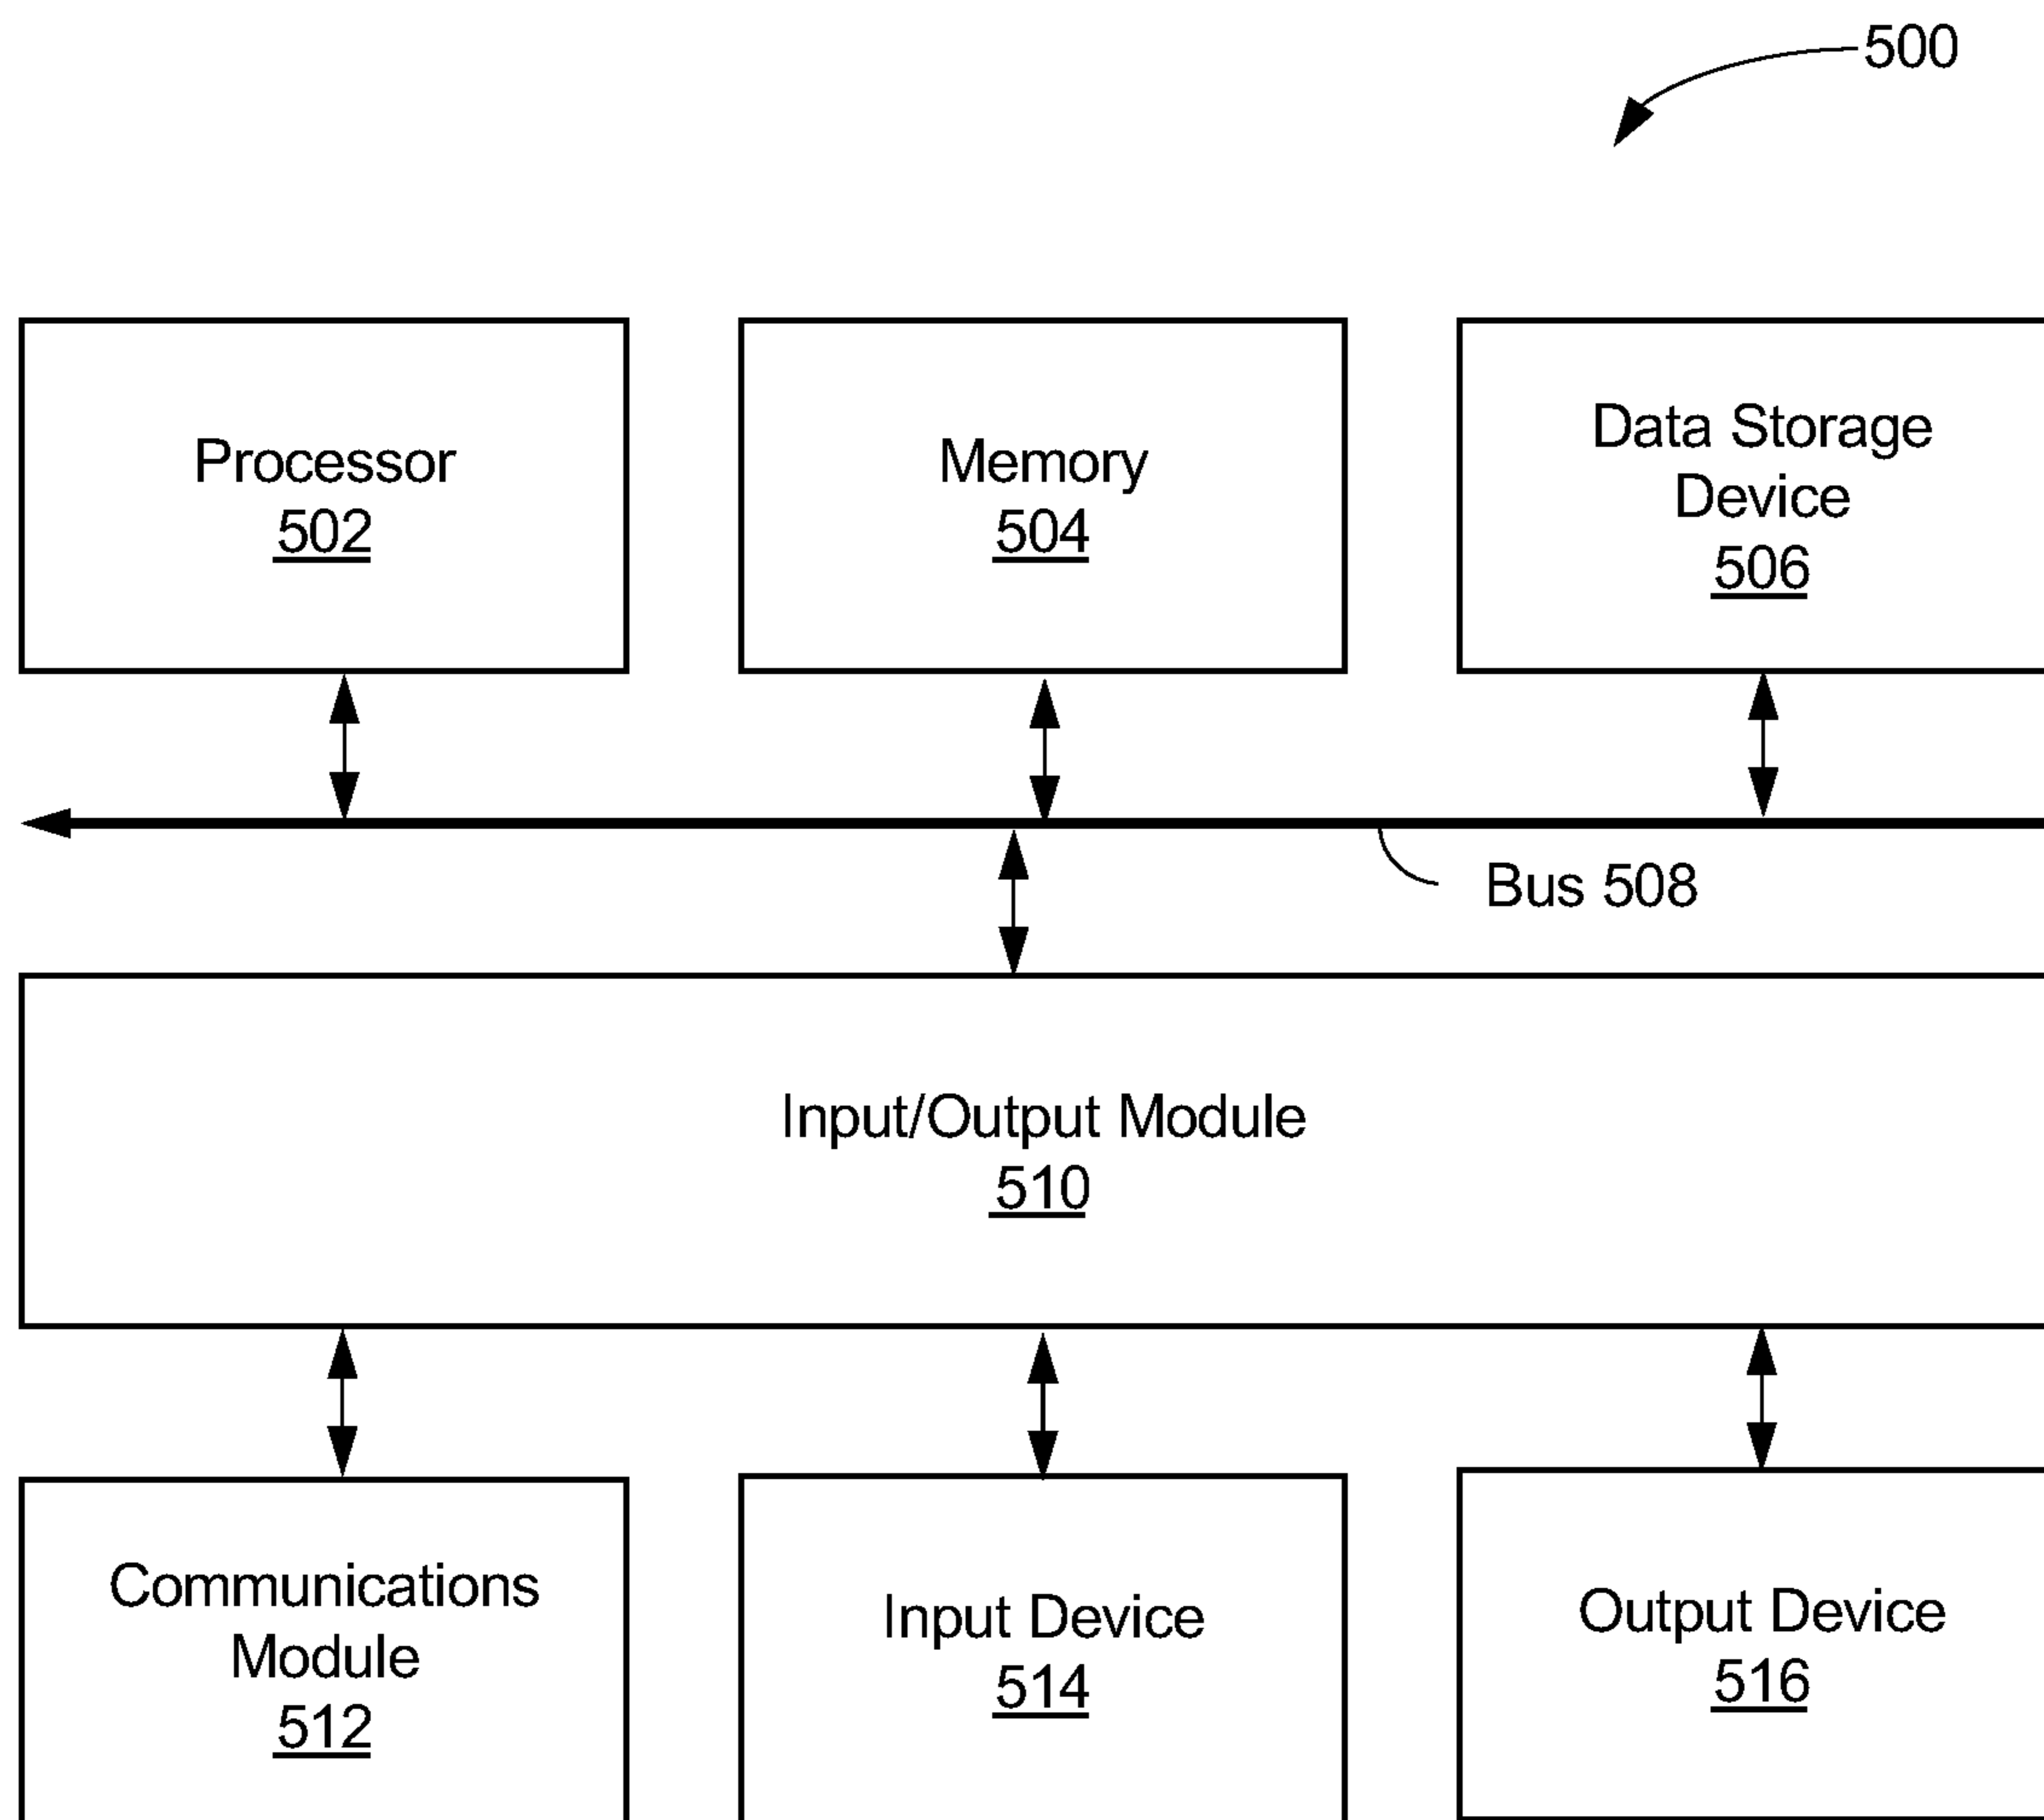 500
Processor
502
Memory
504
Data Storage
Device
506
Bus 508
Input/Output Module
510
Communications
Module
512
Input Device
514
Output Device
516